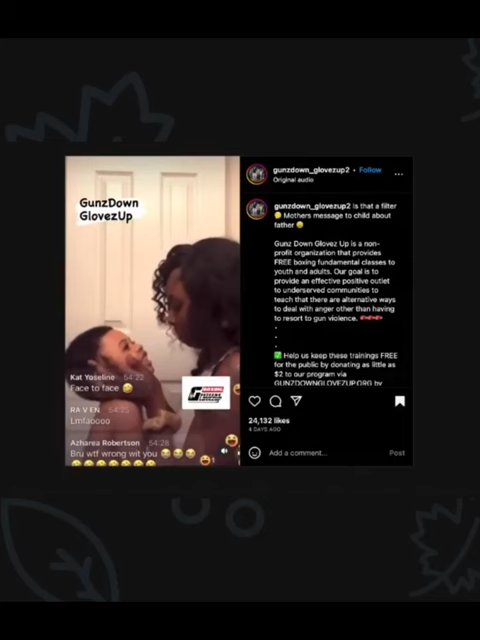 GunzDown
GlovezUp
Kat Yoseline 54:22
Face to face 😆
RA V EN 54:25
Lmfaoooo
Azharea Robertson 54:28
Bru wtf wrong wit you 😭😭😭
gunzdown_glovez2 • Follow
Original audio
gunzdown_glovez2 is that a filter
🤔 Mothers message to child about
father 😅
Gunz Down Glovez Up is a non-
profit organization that provides
FREE boxing fundamental classes to
youth and adults. Our goal is to
provide an effective positive outlet
to underserved communities to
teach that there are alternative ways
to deal with anger other than having
to resort to gun violence. 🥊🥊🥊
.
.
.
✅ Help us keep these trainings FREE
for the public by donating as little as
$2 to our program via
GUNZDOWNGLOVEZUP.ORG by
24,132 likes
4 DAYS AGO
Add a comment...
Post